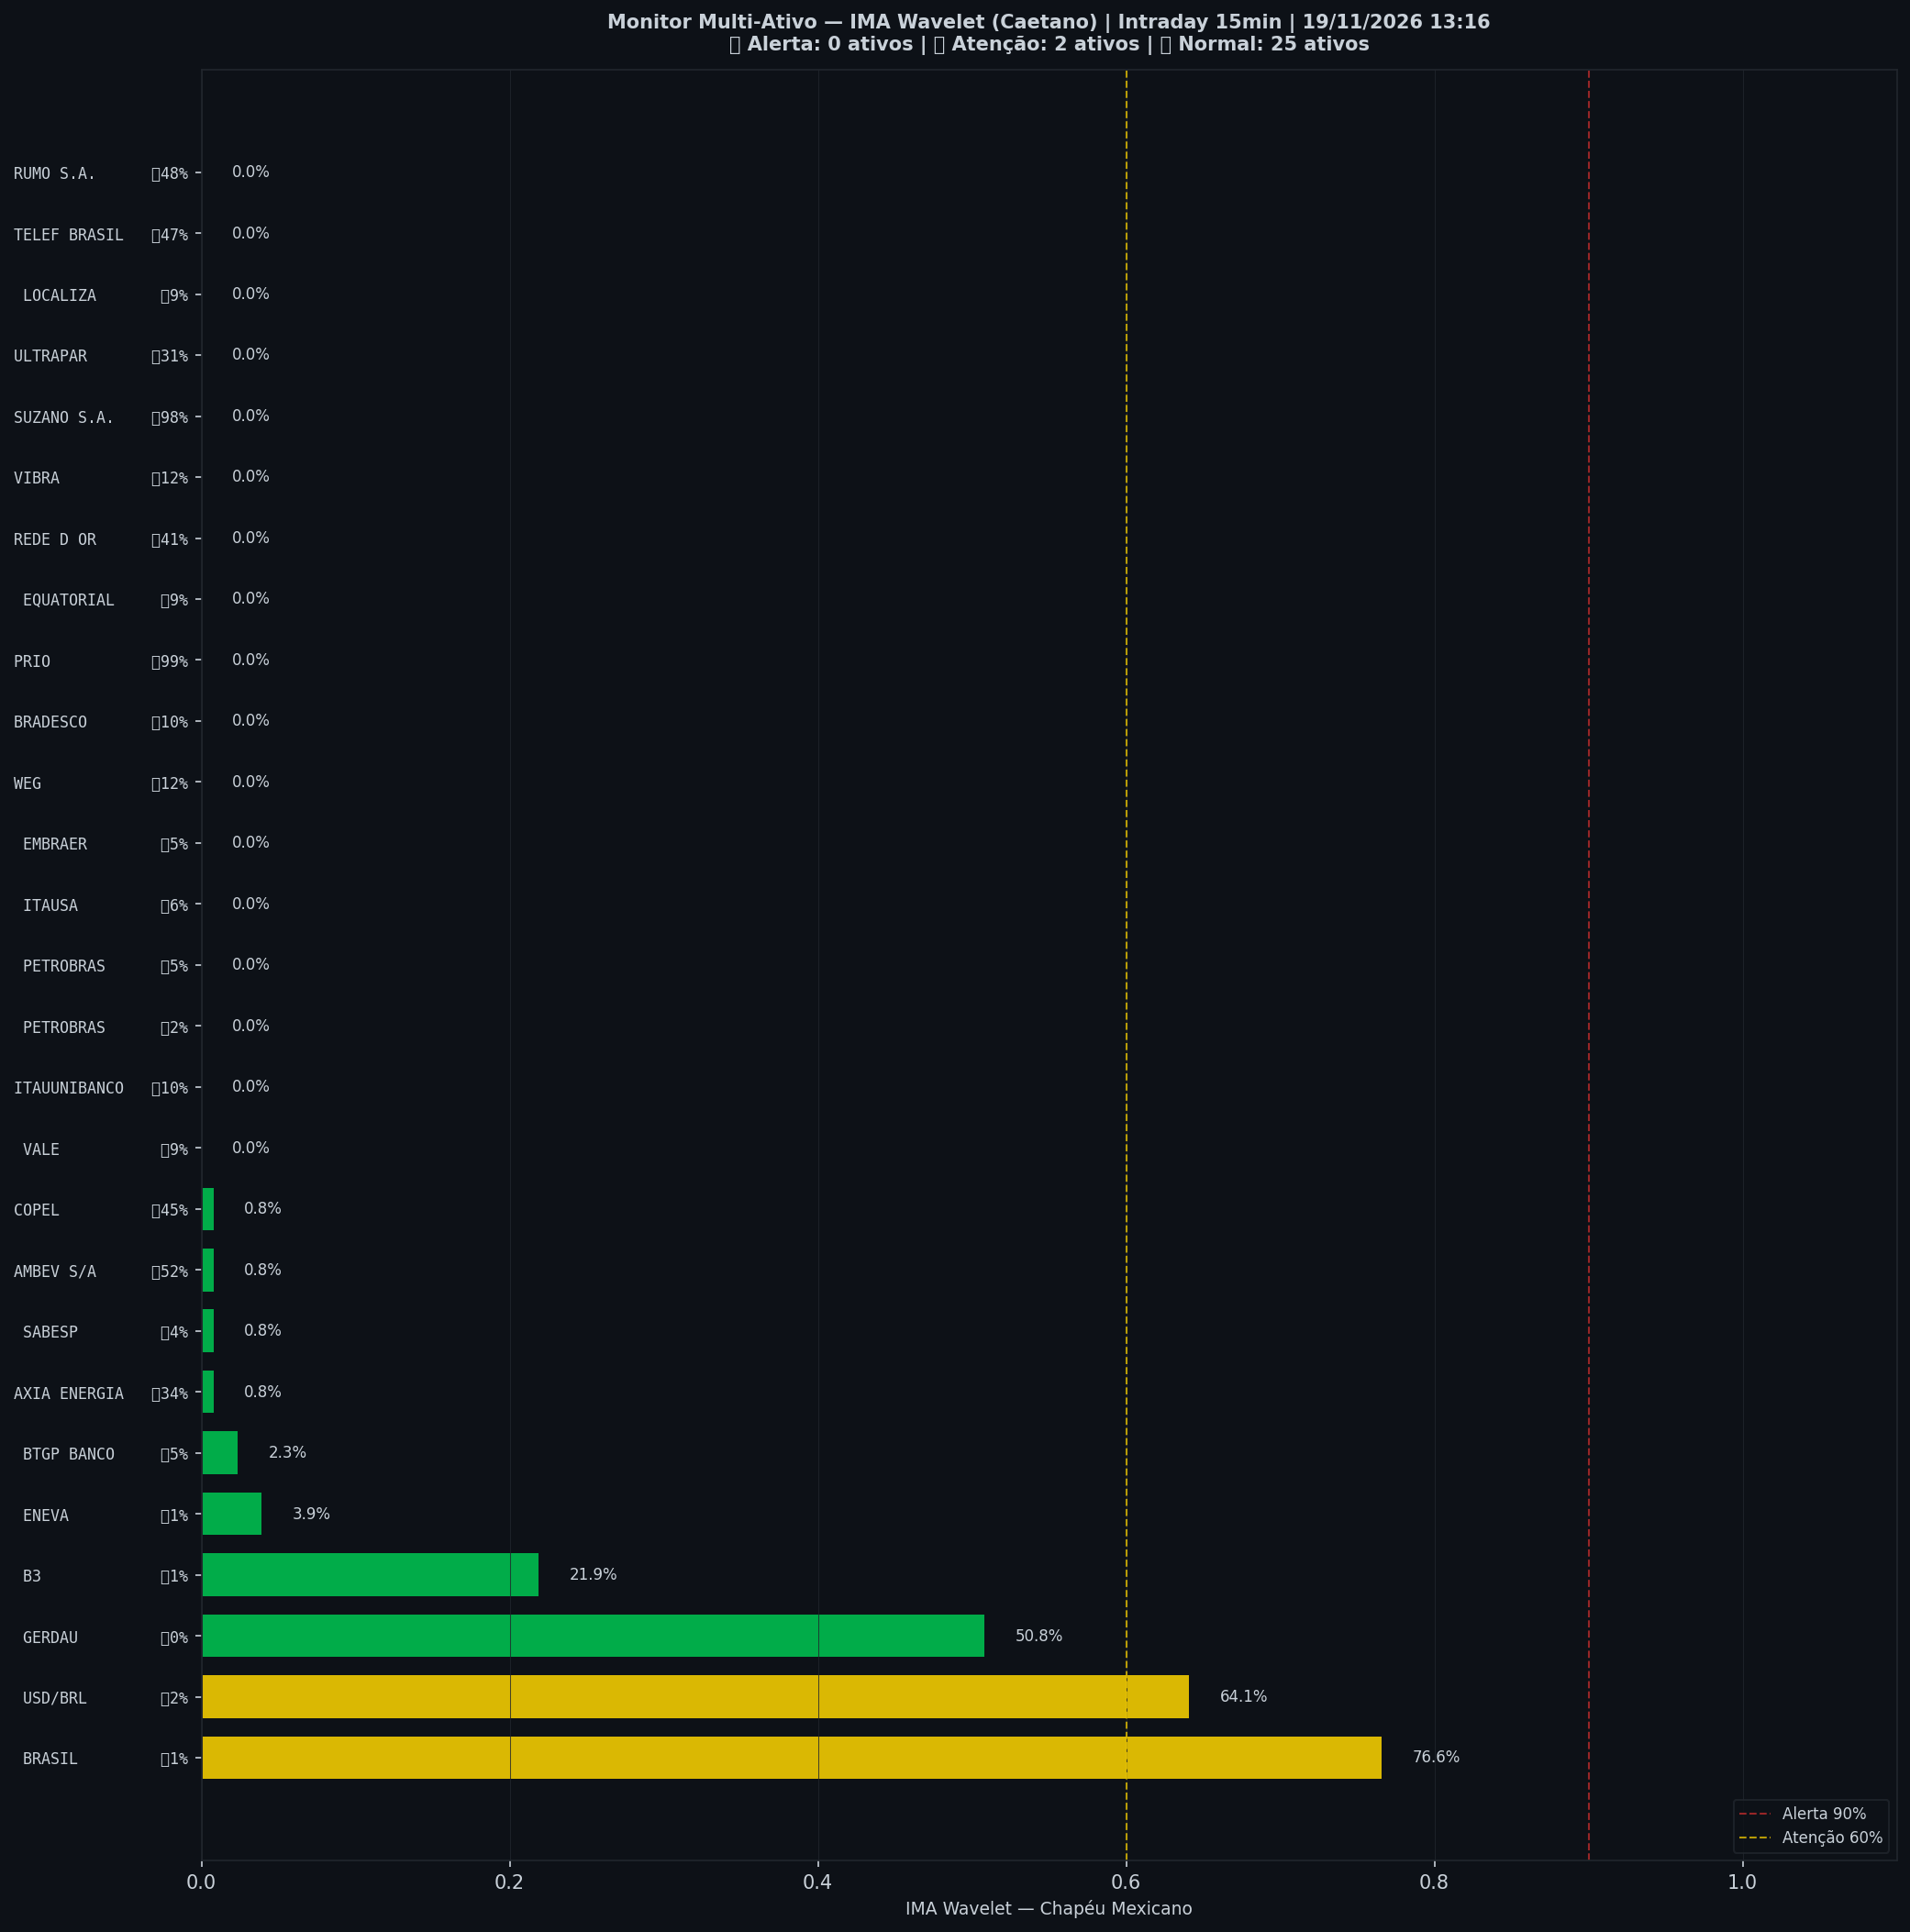 Monitor Multi-Ativo — IMA Wavelet (Caetano) | Intraday 15min | 19/11/2026 13:16
▯ Alerta: 0 ativos | ▯ Atenção: 2 ativos | ▯ Normal: 25 ativos
RUMO S.A. ▯48% 0.0%
TELEF BRASIL ▯47% 0.0%
LOCALIZA ▯9% 0.0%
ULTRAPAR ▯31% 0.0%
SUZANO S.A. ▯98% 0.0%
VIBRA ▯12% 0.0%
REDE D OR ▯41% 0.0%
EQUATORIAL ▯9% 0.0%
PRIO ▯99% 0.0%
BRADESCO ▯10% 0.0%
WEG ▯12% 0.0%
EMBRAER ▯5% 0.0%
ITAUSA ▯6% 0.0%
PETROBRAS ▯5% 0.0%
PETROBRAS ▯2% 0.0%
ITAUUNIBANCO ▯10% 0.0%
VALE ▯9% 0.0%
COPEL ▯45% 0.8%
AMBEV S/A ▯52% 0.8%
SABESP ▯4% 0.8%
AXIA ENERGIA ▯34% 0.8%
BTGP BANCO ▯5% 2.3%
ENEVA ▯1% 3.9%
B3 ▯1% 21.9%
GERDAU ▯0% 50.8%
USD/BRL ▯2% 64.1%
BRASIL ▯1% 76.6%
Alerta 90%
Atenção 60%
0.0 0.2 0.4 0.6 0.8 1.0
IMA Wavelet — Chapéu Mexicano